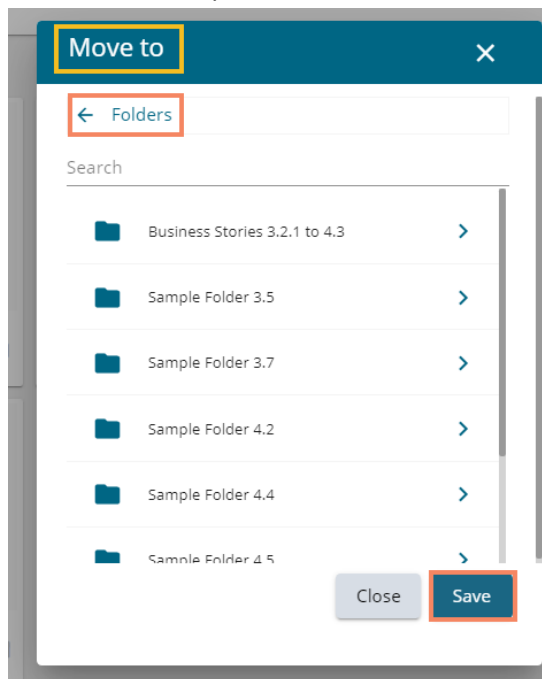 Move to
Folders
Search
Business Stories 3.2.1 to 4.3
Sample Folder 3.5
Sample Folder 3.7
Sample Folder 4.2
Sample Folder 4.4
Sample Folder 4.5
Close Save